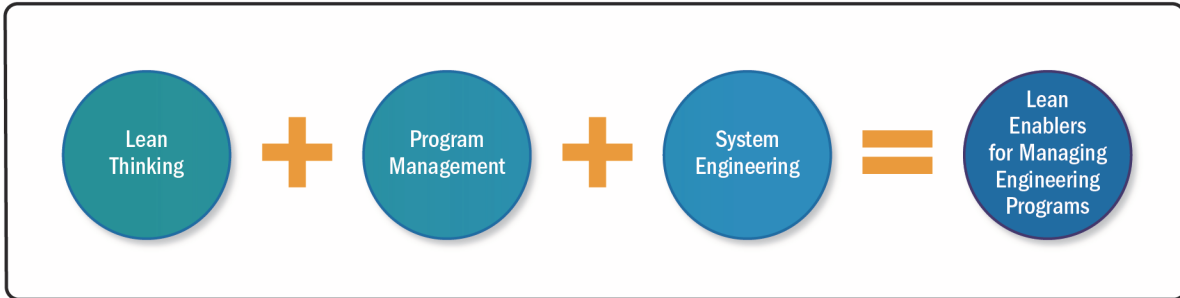 Lean
Thinking
+
Program
Management
+
System
Engineering
=
Lean
Enablers
for Managing
Engineering
Programs